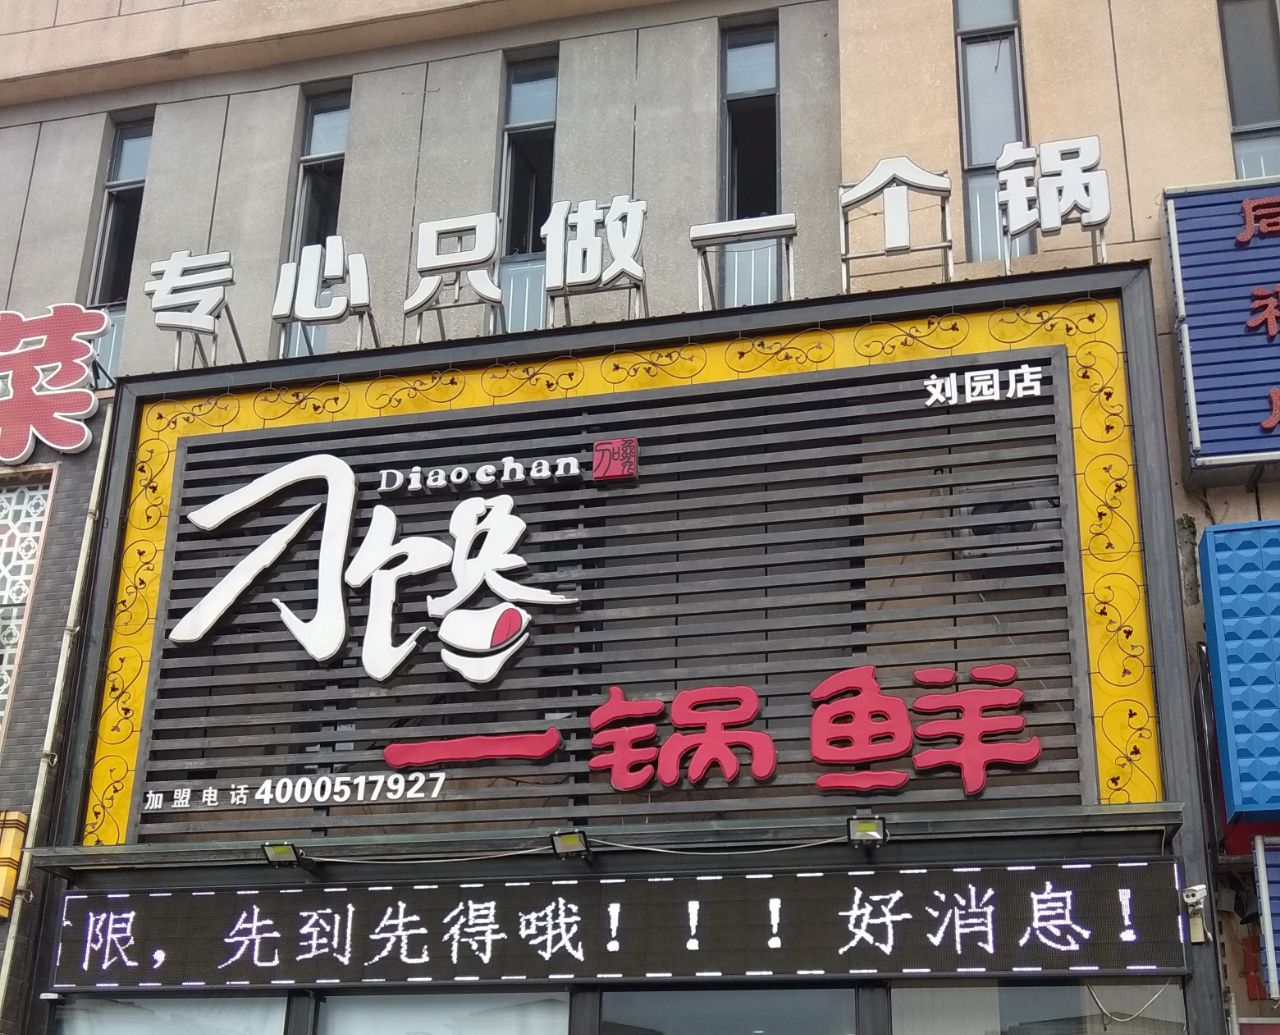 专心只做一个锅
菜
刘园店
Diaochan
刁馋
一锅鲜
加盟电话4000517927
限，先到先得哦！！！好消息！